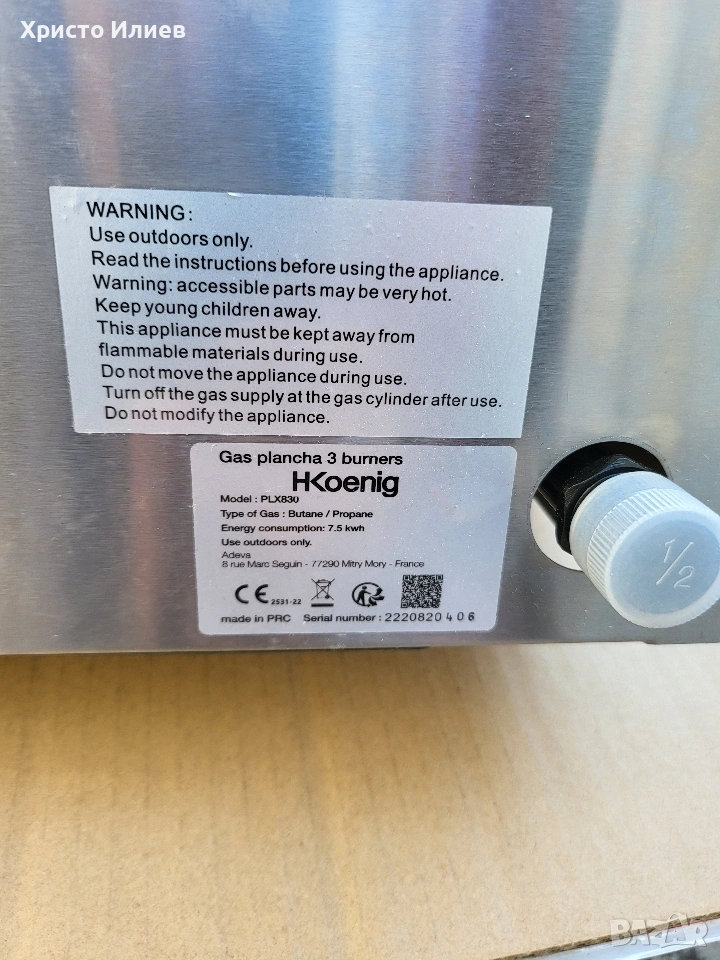 Христо Илиев
WARNING:
Use outdoors only.
Read the instructions before using the appliance.
Warning: accessible parts may be very hot.
Keep young children away.
This appliance must be kept away from
flammable materials during use.
Do not move the appliance during use.
Turn off the gas supply at the gas cylinder after use.
Do not modify the appliance.
Gas plancha 3 burners
HKoenig
Model : PLX830
Type of Gas : Butane / Propane
Energy consumption: 7.5 kwh
Use outdoors only.
Adeva
8 rue Marc Seguin - 77290 Mitry Mory - France
CE 2531-22
made in PRC Serial number : 2220820406
1/2
BAZAR